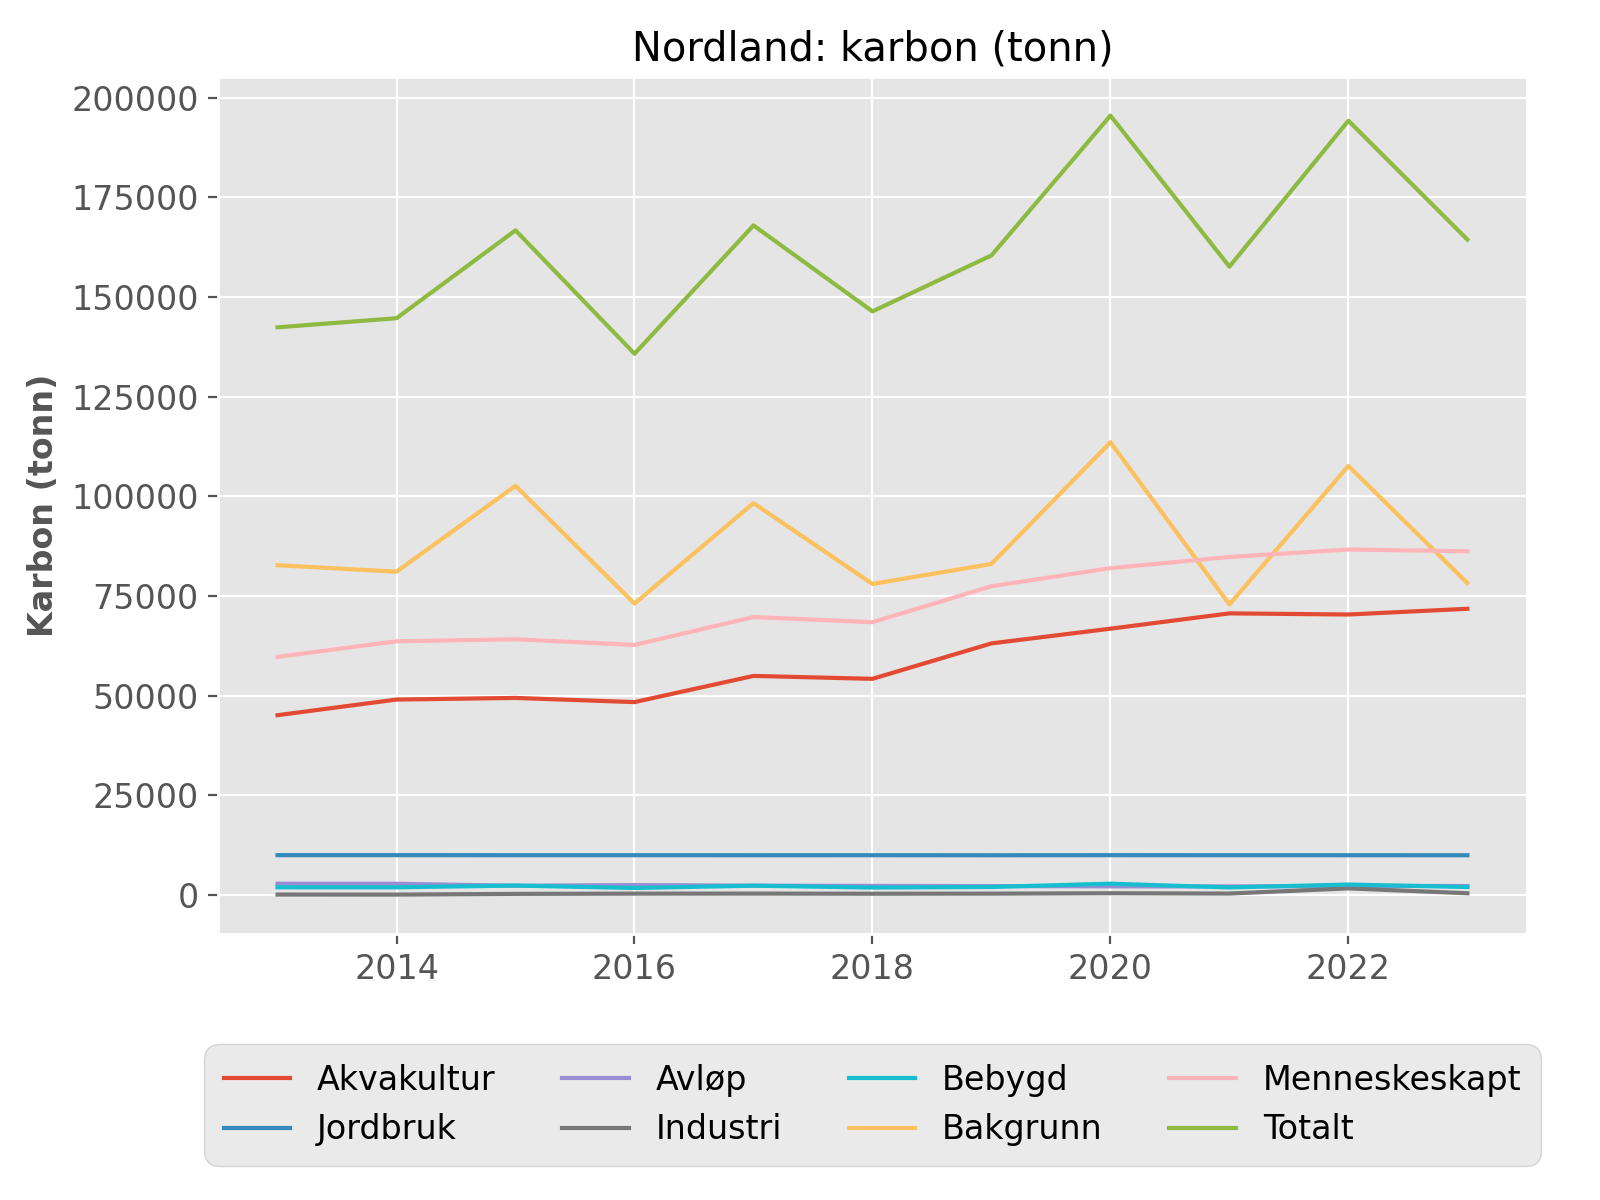 Nordland: karbon (tonn)
200000
175000
150000
125000
100000
75000
50000
25000
0
Karbon (tonn)
2014 2016 2018 2020 2022
Akvakultur Avløp Bebygd Menneskeskapt
Jordbruk Industri Bakgrunn Totalt